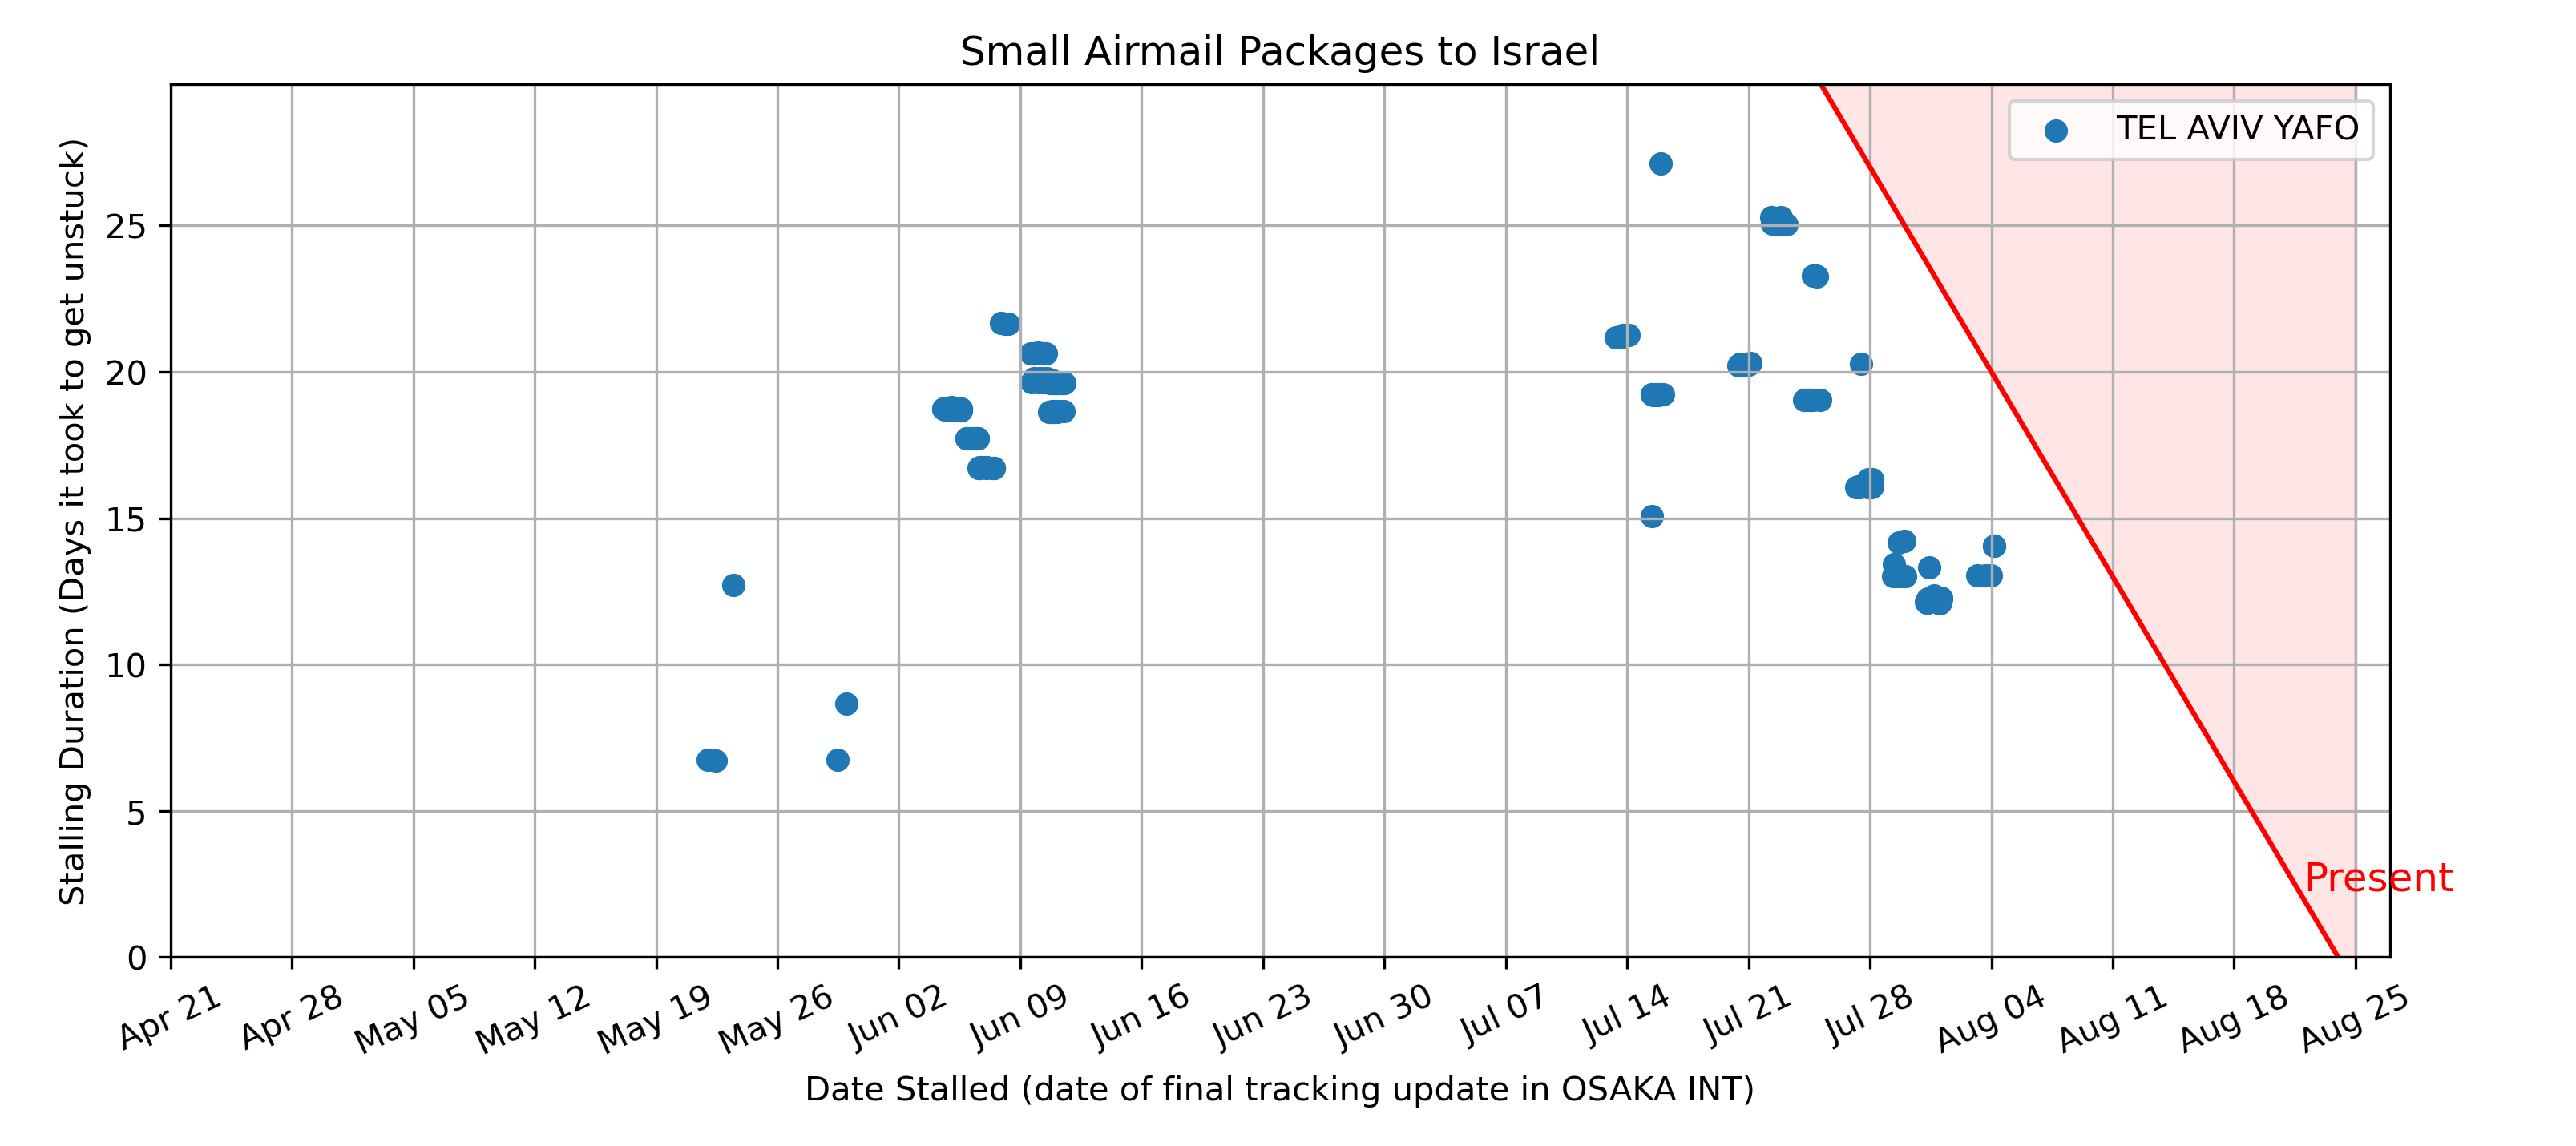 Small Airmail Packages to Israel
TEL AVIV YAFO
Stalling Duration (Days it took to get unstuck)
25
20
15
10
5
0
Present
Apr 21
Apr 28
May 05
May 12
May 19
May 26
Jun 02
Jun 09
Jun 16
Jun 23
Jun 30
Jul 07
Jul 14
Jul 21
Jul 28
Aug 04
Aug 11
Aug 18
Aug 25
Date Stalled (date of final tracking update in OSAKA INT)